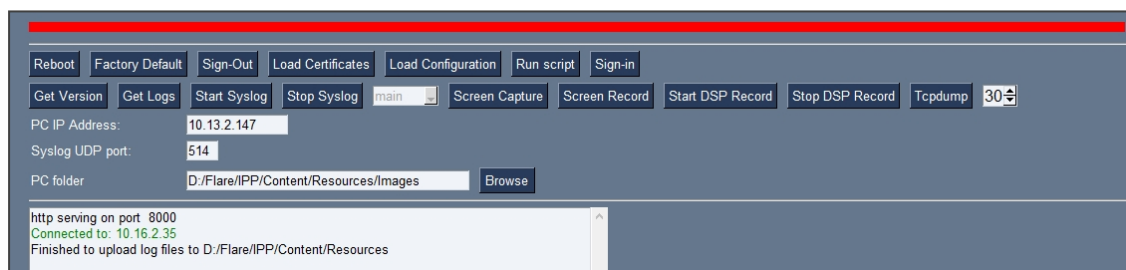 Reboot Factory Default Sign-Out Load Certificates Load Configuration Run script Sign-in
Get Version Get Logs Start Syslog Stop Syslog main Screen Capture Screen Record Start DSP Record Stop DSP Record Tcpdump 30
PC IP Address: 10.13.2.147
Syslog UDP port: 514
PC folder D:/Flare/IPP/Content/Resources/Images Browse
http serving on port 8000
Connected to: 10.16.2.35
Finished to upload log files to D:/Flare/IPP/Content/Resources